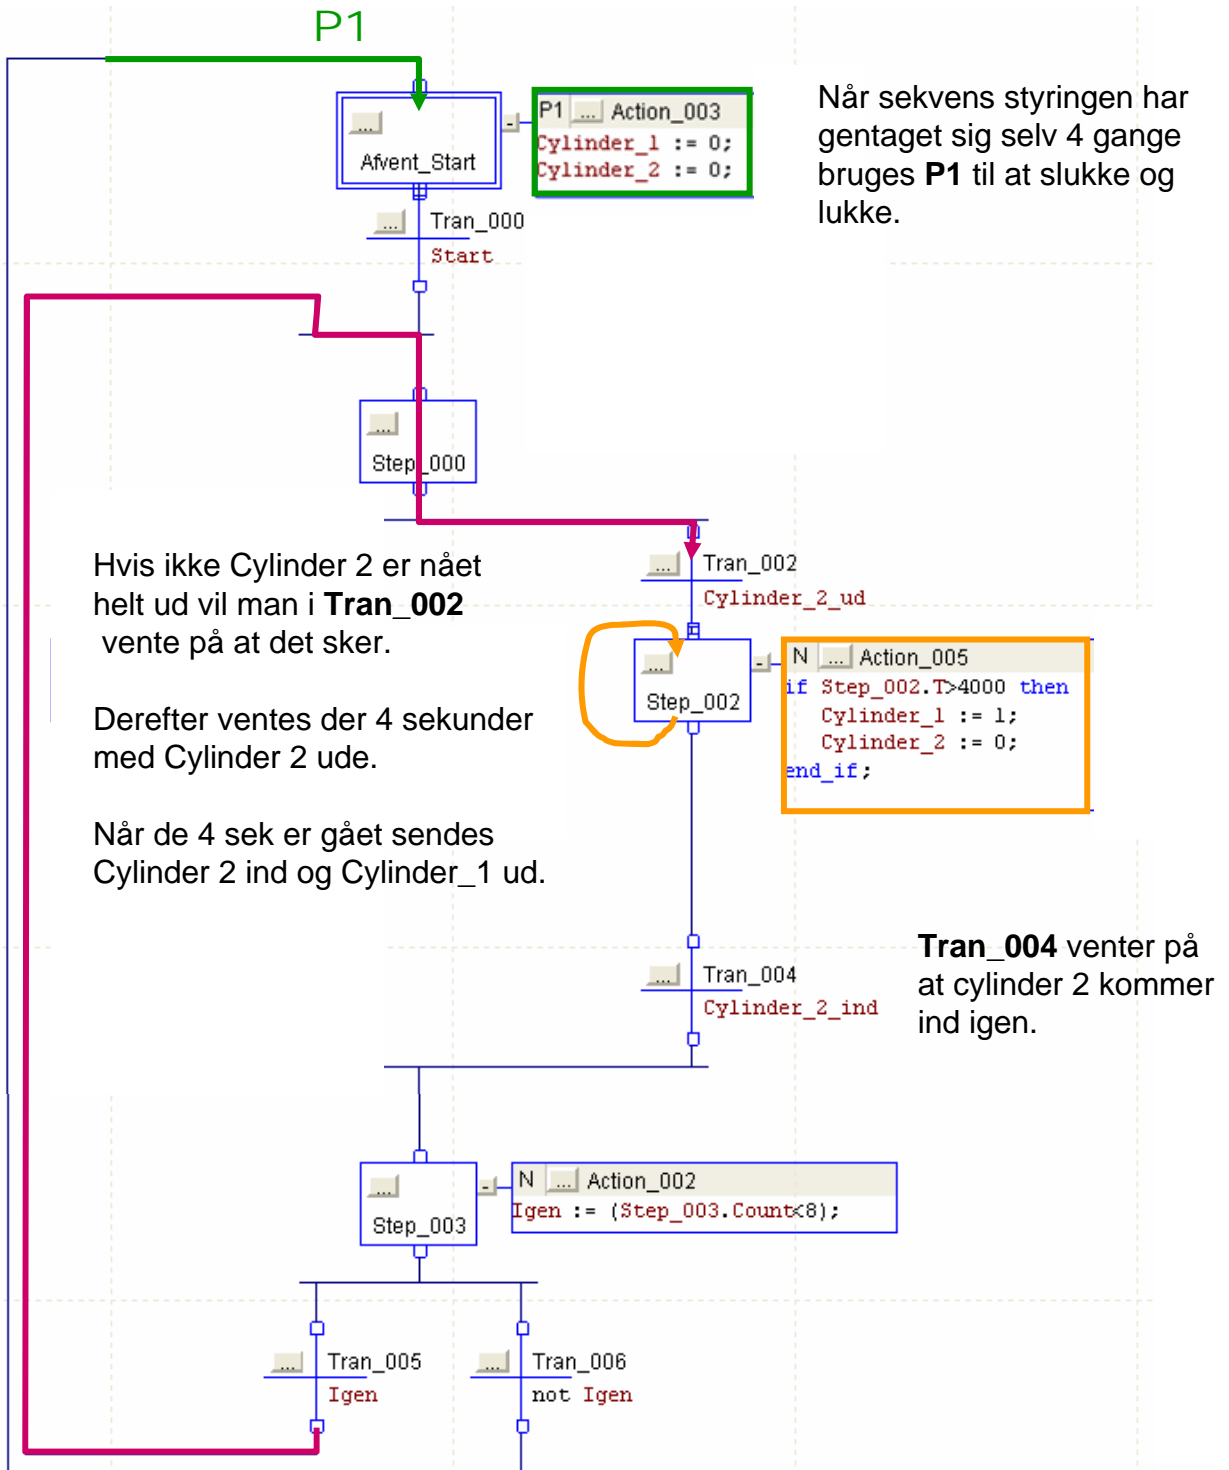 P1
P1 ... Action_003
Cylinder_1 := 0;
Cylinder_2 := 0;
Når sekvens styringen har
gentaget sig selv 4 gange
bruges P1 til at slukke og
lukke.
...
Afvent_Start
... Tran_000
Start
...
Step_000
Hvis ikke Cylinder 2 er nået
helt ud vil man i Tran_002
vente på at det sker.
Derefter ventes der 4 sekunder
med Cylinder 2 ude.
Når de 4 sek er gået sendes
Cylinder 2 ind og Cylinder_1 ud.
... Tran_002
Cylinder_2_ud
...
Step_002
N ... Action_005
if Step_002.T>4000 then
Cylinder_1 := 1;
Cylinder_2 := 0;
end_if;
... Tran_004
Cylinder_2_ind
Tran_004 venter på
at cylinder 2 kommer
ind igen.
...
Step_003
N ... Action_002
Igen := (Step_003.Count<8);
... Tran_005
Igen
... Tran_006
not Igen